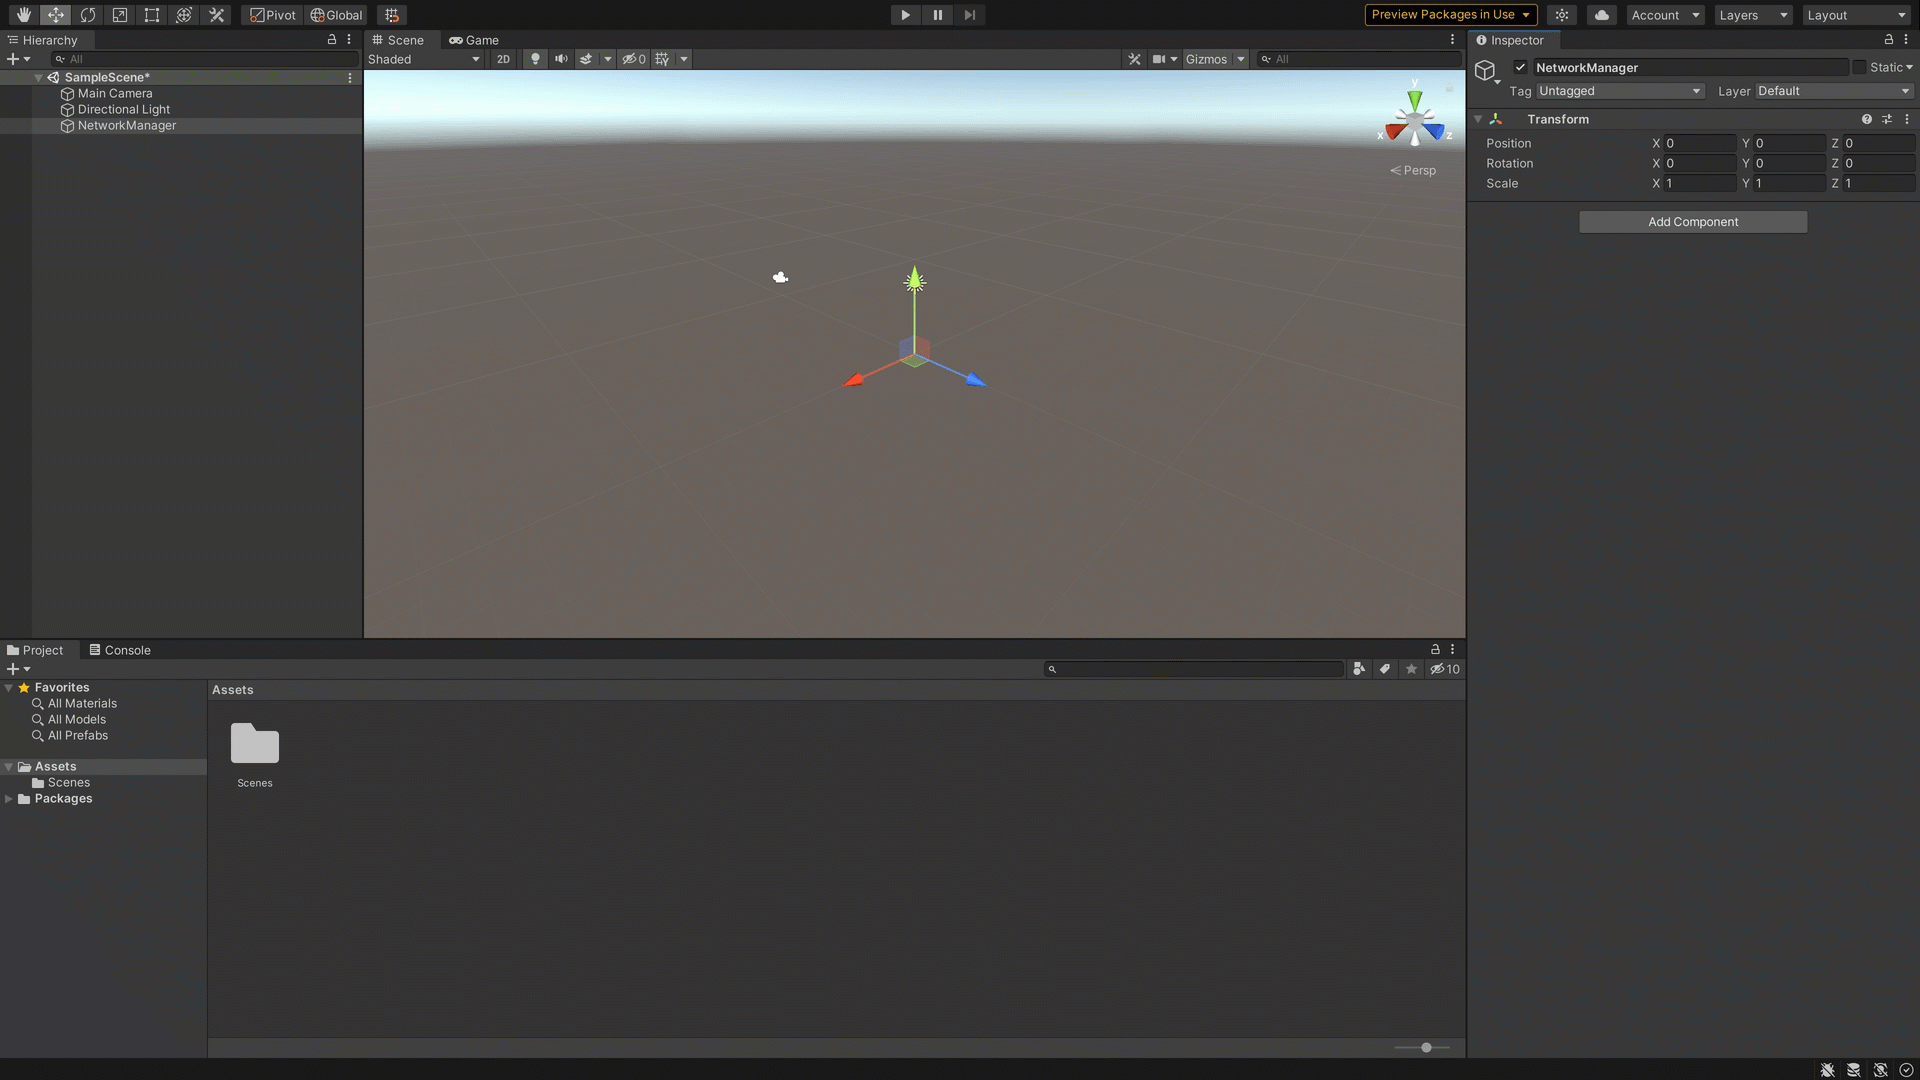 Pivot Global Preview Packages in Use Account Layers Layout
Hierarchy
All
SampleScene*
Main Camera
Directional Light
NetworkManager
Scene Game
Shaded 2D 0 Gizmos All
y
x z
Persp
Inspector
NetworkManager Static
Tag Untagged Layer Default
Transform
Position X 0 Y 0 Z 0
Rotation X 0 Y 0 Z 0
Scale X 1 Y 1 Z 1
Add Component
Project Console
10
Favorites
All Materials
All Models
All Prefabs
Assets
Scenes
Packages
Assets
Scenes